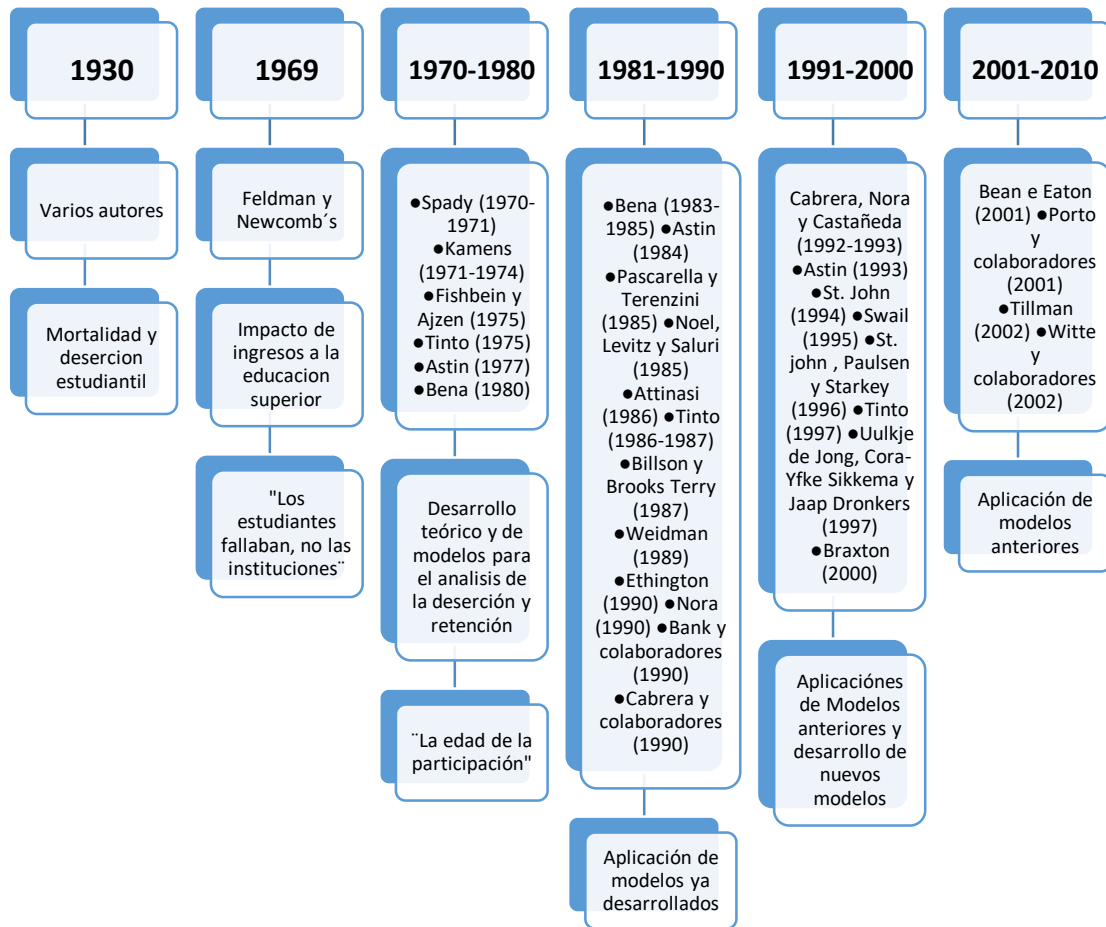 1930
Varios autores
Mortalidad y
desercion
estudiantil
1969
Feldman y
Newcomb´s
Impacto de
ingresos a la
educacion
superior
"Los
estudiantes
fallaban, no las
instituciones¨
1970-1980
●Spady (1970-
1971)
●Kamens
(1971-1974)
●Fishbein y
Ajzen (1975)
●Tinto (1975)
●Astin (1977)
●Bena (1980)
Desarrollo
teórico y de
modelos para
el analisis de
la deserción y
retención
¨La edad de la
participación"
1981-1990
●Bena (1983-
1985) ●Astin
(1984)
●Pascarella y
Terenzini
(1985) ●Noel,
Levitz y Saluri
(1985)
●Attinasi
(1986) ●Tinto
(1986-1987)
●Billson y
Brooks Terry
(1987)
●Weidman
(1989)
●Ethington
(1990) ●Nora
(1990) ●Bank y
colaboradores
(1990)
●Cabrera y
colaboradores
(1990)
Aplicación de
modelos ya
desarrollados
1991-2000
Cabrera, Nora
y Castañeda
(1992-1993)
●Astin (1993)
●St. John
(1994) ●Swail
(1995) ●St.
john , Paulsen
y Starkey
(1996) ●Tinto
(1997) ●Uulkje
de Jong, Cora-
Yfke Sikkema y
Jaap Dronkers
(1997)
●Braxton
(2000)
Aplicaciónes
de Modelos
anteriores y
desarrollo de
nuevos
modelos
2001-2010
Bean e Eaton
(2001) ●Porto
y
colaboradores
(2001)
●Tillman
(2002) ●Witte
y
colaboradores
(2002)
Aplicación de
modelos
anteriores